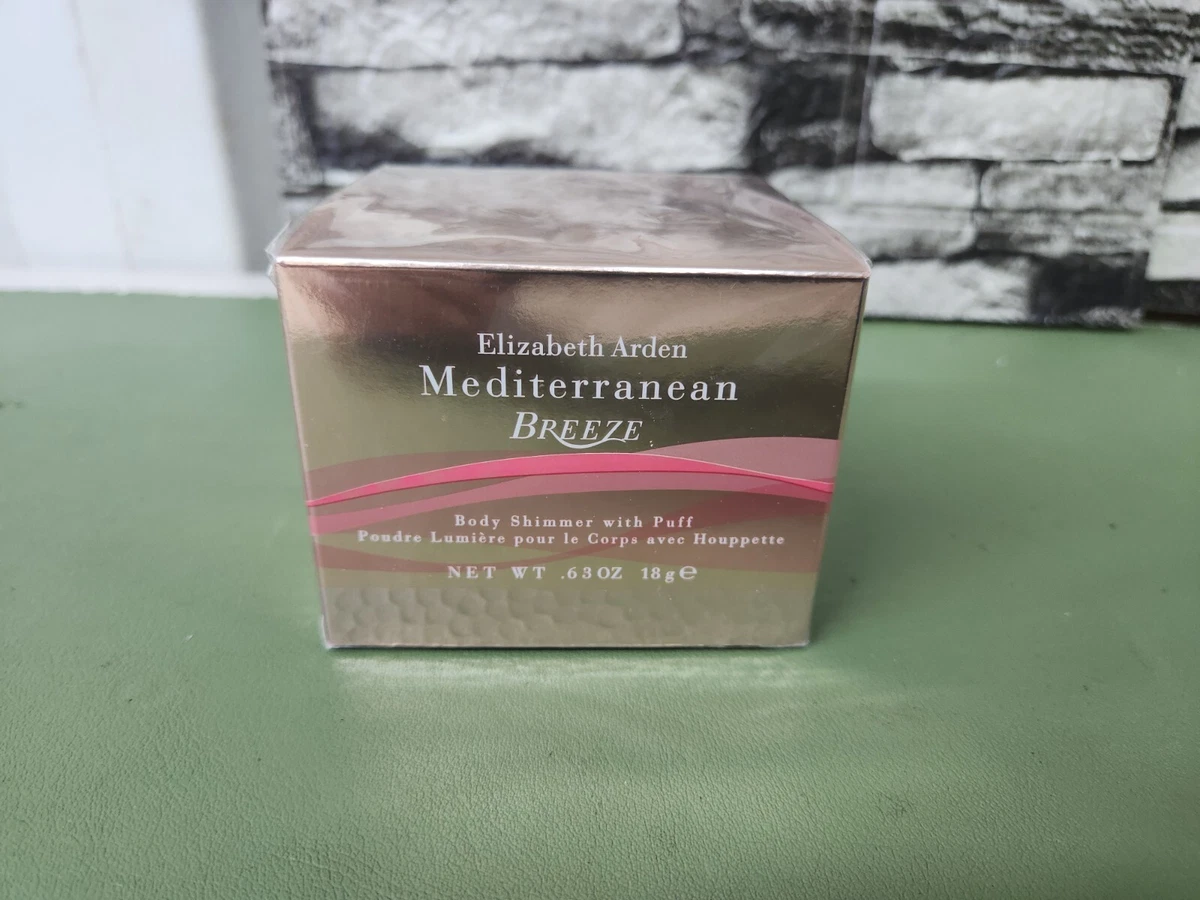 Elizabeth Arden
Mediterranean
BREEZE
Body Shimmer with Puff
Poudre Lumière pour le Corps avec Houppette
NET WT .63 OZ 18g℮